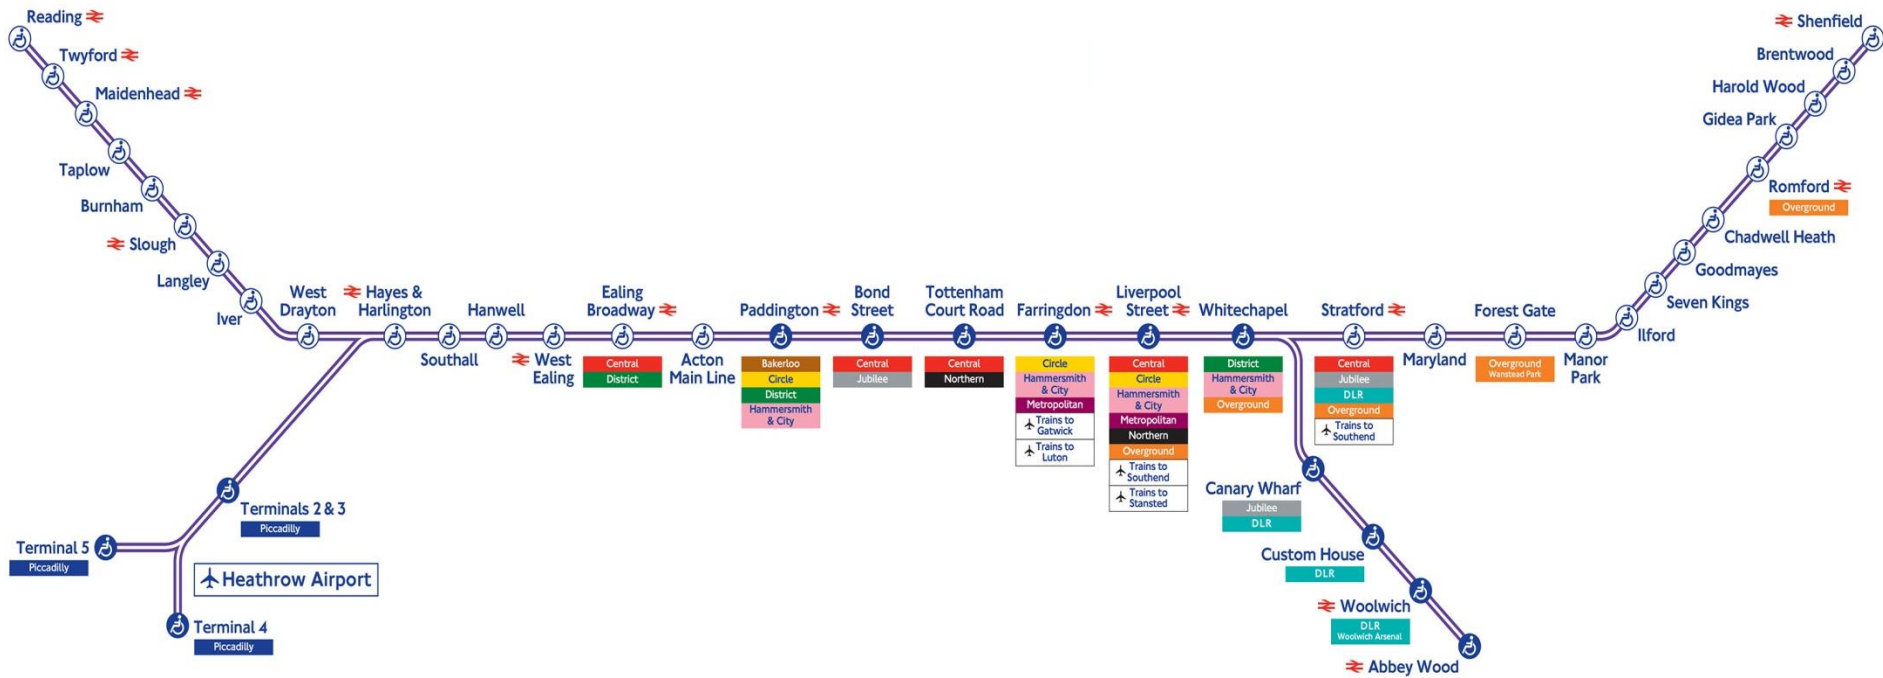 Reading
Twyford
Maidenhead
Taplow
Burnham
Slough
Langley
Iver
West
Drayton
Hayes &
Harlington
Southall
Hanwell
West
Ealing
Ealing
Broadway
Central
District
Acton
Main Line
Paddington
Bakerloo
Circle
District
Hammersmith
& City
Bond
Street
Central
Jubilee
Tottenham
Court Road
Central
Northern
Farringdon
Circle
Hammersmith
& City
Metropolitan
Trains to
Gatwick
Trains to
Luton
Liverpool
Street
Central
Circle
Hammersmith
& City
Metropolitan
Northern
Overground
Trains to
Southend
Trains to
Stansted
Whitechapel
District
Hammersmith
& City
Overground
Stratford
Central
Jubilee
DLR
Overground
Trains to
Southend
Maryland
Forest Gate
Overground
Wanstead Park
Manor
Park
Ilford
Seven Kings
Goodmayes
Chadwell Heath
Romford
Overground
Gidea Park
Harold Wood
Brentwood
Shenfield
Canary Wharf
Jubilee
DLR
Custom House
DLR
Woolwich
DLR
Woolwich Arsenal
Abbey Wood
Terminals 2 & 3
Piccadilly
Terminal 5
Piccadilly
Heathrow Airport
Terminal 4
Piccadilly